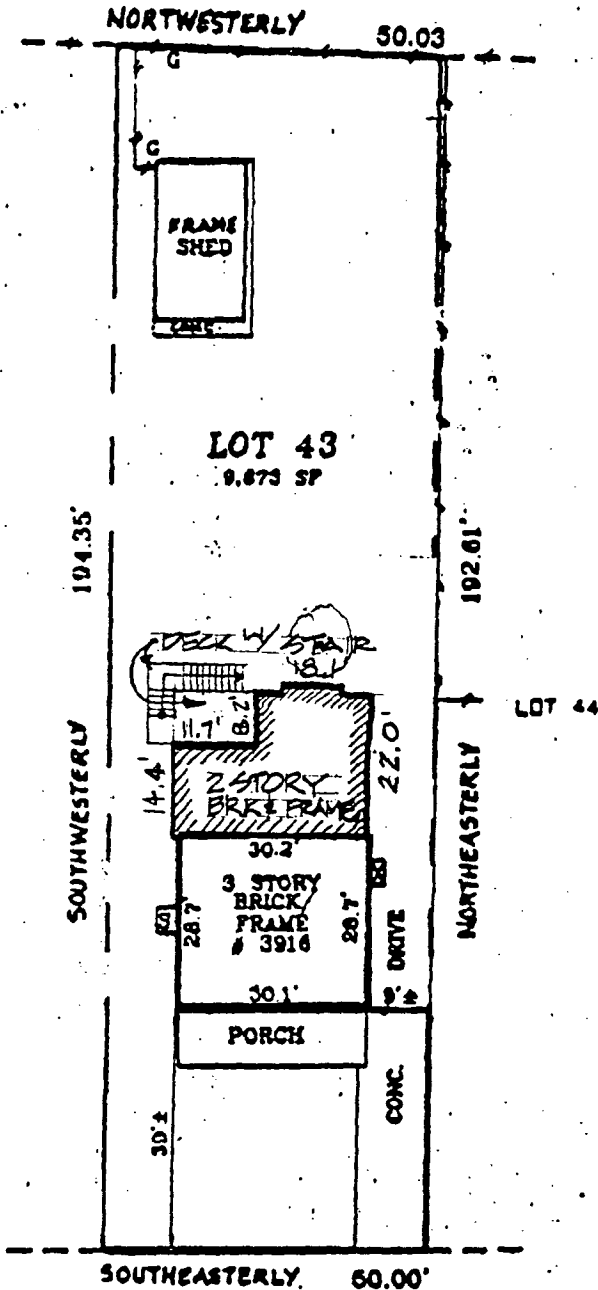 NORTWESTERLY
50.03
G
G
FRAME
SHED
CONC.
LOT 43
9,673 SF
194.35'
192.61'
DECK W/ STAIR
18.1
LOT 44
11.7'
8.2'
22.0'
14.4'
2 STORY
BRK & FRAME
SOUTHWESTERLY
NORTHEASTERLY
30.2'
3 STORY
BRICK/
FRAME
# 3916
28.7'
28.7'
DRIVE
30.1'
9'±
PORCH
CONC.
30'±
SOUTHEASTERLY.
50.00'